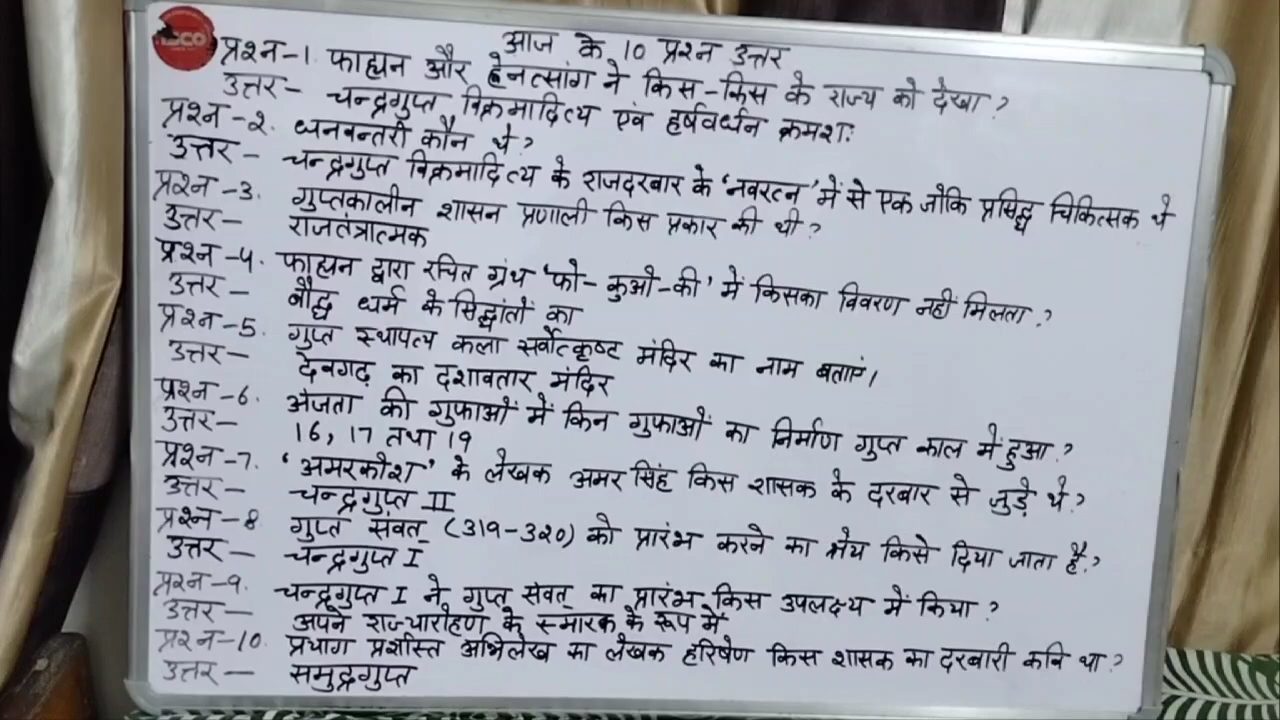 आज के 10 प्रश्न उत्तर
प्रश्न-1. फाह्यन और ह्वेनत्सांग ने किस-किस के राज्य को देखा?
उत्तर- चन्द्रगुप्त विक्रमादित्य एवं हर्षवर्धन क्रमशः
प्रश्न-2. धनवन्तरी कौन थे?
उत्तर- चन्द्रगुप्त विक्रमादित्य के राजदरबार के 'नवरत्न' में से एक जोकि प्रसिद्ध चिकित्सक थे
प्रश्न-3. गुप्तकालीन शासन प्रणाली किस प्रकार की थी?
उत्तर- राजतंत्रात्मक
प्रश्न-4. फाह्यन द्वारा रचित ग्रंथ 'फो-कुओ-की' में किसका विवरण नहीं मिलता?
उत्तर- बौद्ध धर्म के सिद्धांतों का
प्रश्न-5. गुप्त स्थापत्य कला सर्वोत्कृष्ट मंदिर का नाम बताएं।
उत्तर- देवगढ़ का दशावतार मंदिर
प्रश्न-6. अजंता की गुफाओं में किन गुफाओं का निर्माण गुप्त काल में हुआ?
उत्तर- 16, 17 तथा 19
प्रश्न-7. 'अमरकोश' के लेखक अमर सिंह किस शासक के दरबार से जुड़े थे?
उत्तर- चन्द्रगुप्त II
प्रश्न-8. गुप्त संवत् (319-320) को प्रारंभ करने का श्रेय किसे दिया जाता है?
उत्तर- चन्द्रगुप्त I
प्रश्न-9. चन्द्रगुप्त I ने गुप्त संवत् का प्रारंभ किस उपलक्ष्य में किया?
उत्तर- अपने राज्यारोहण के स्मारक के रूप में
प्रश्न-10. प्रयाग प्रशस्ति अभिलेख का लेखक हरिषेण किस शासक का दरबारी कवि था?
उत्तर- समुद्रगुप्त